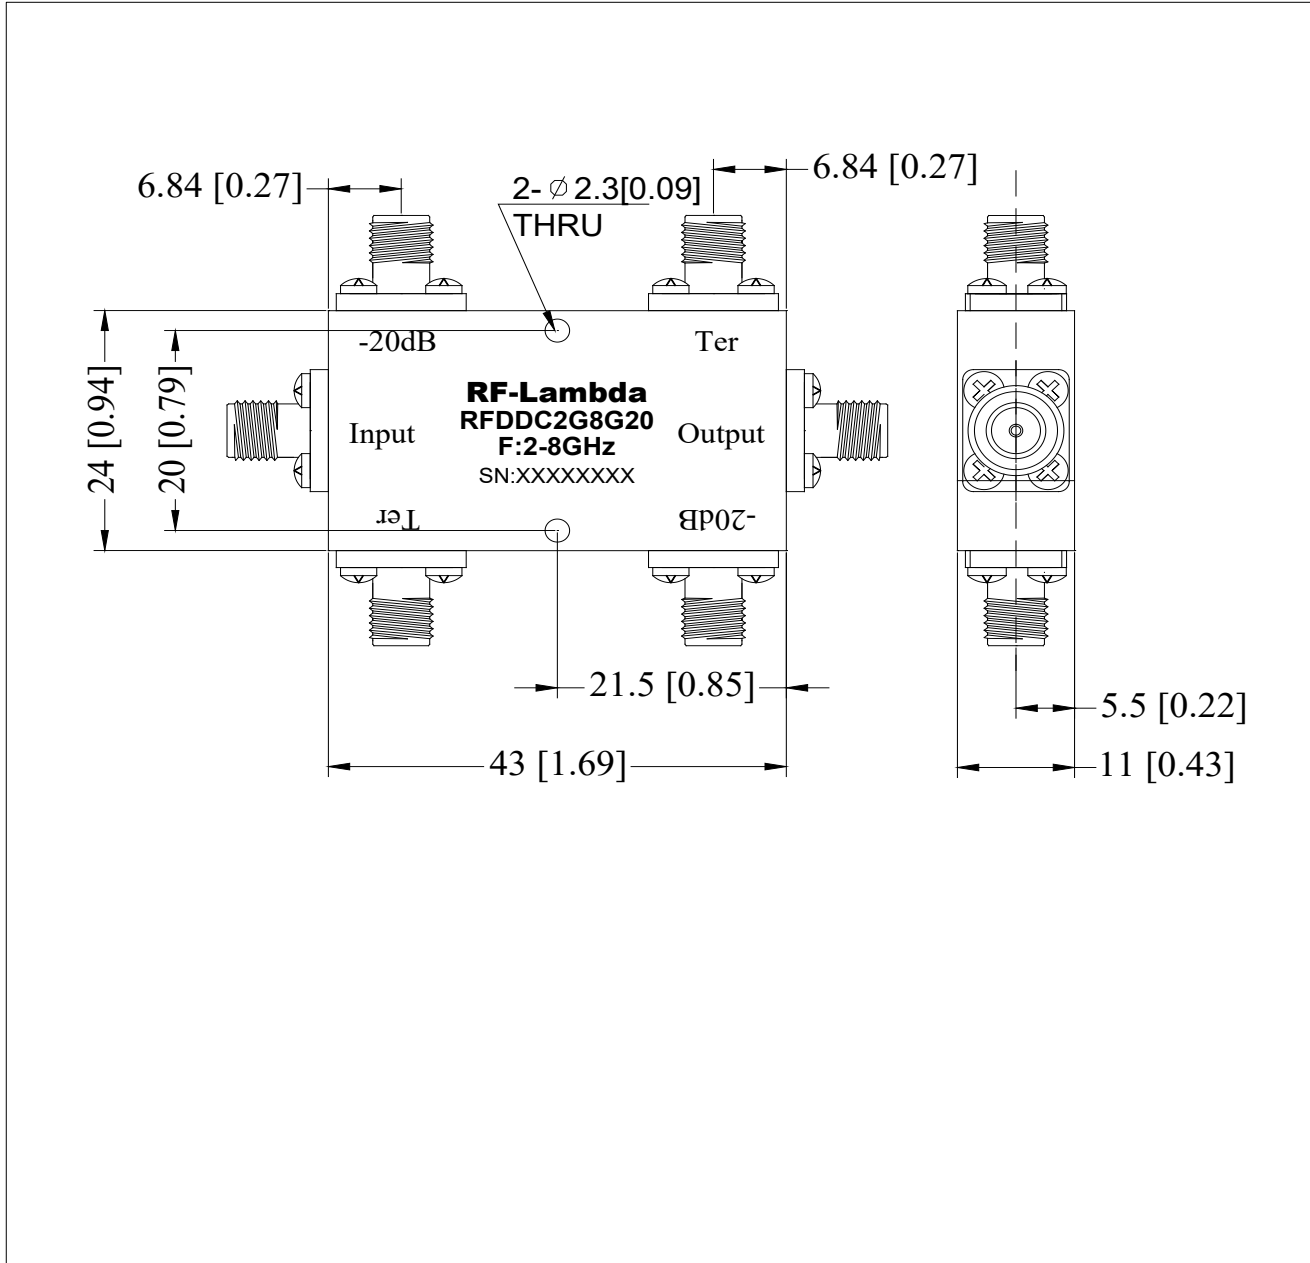 6.84 [0.27]
2- ⌀ 2.3[0.09]
THRU
6.84 [0.27]
-20dB
Ter
24 [0.94]
20 [0.79]
RF-Lambda
RFDDC2G8G20
F:2-8GHz
SN:XXXXXXXX
Input
Output
Ter
-20dB
21.5 [0.85]
5.5 [0.22]
43 [1.69]
11 [0.43]